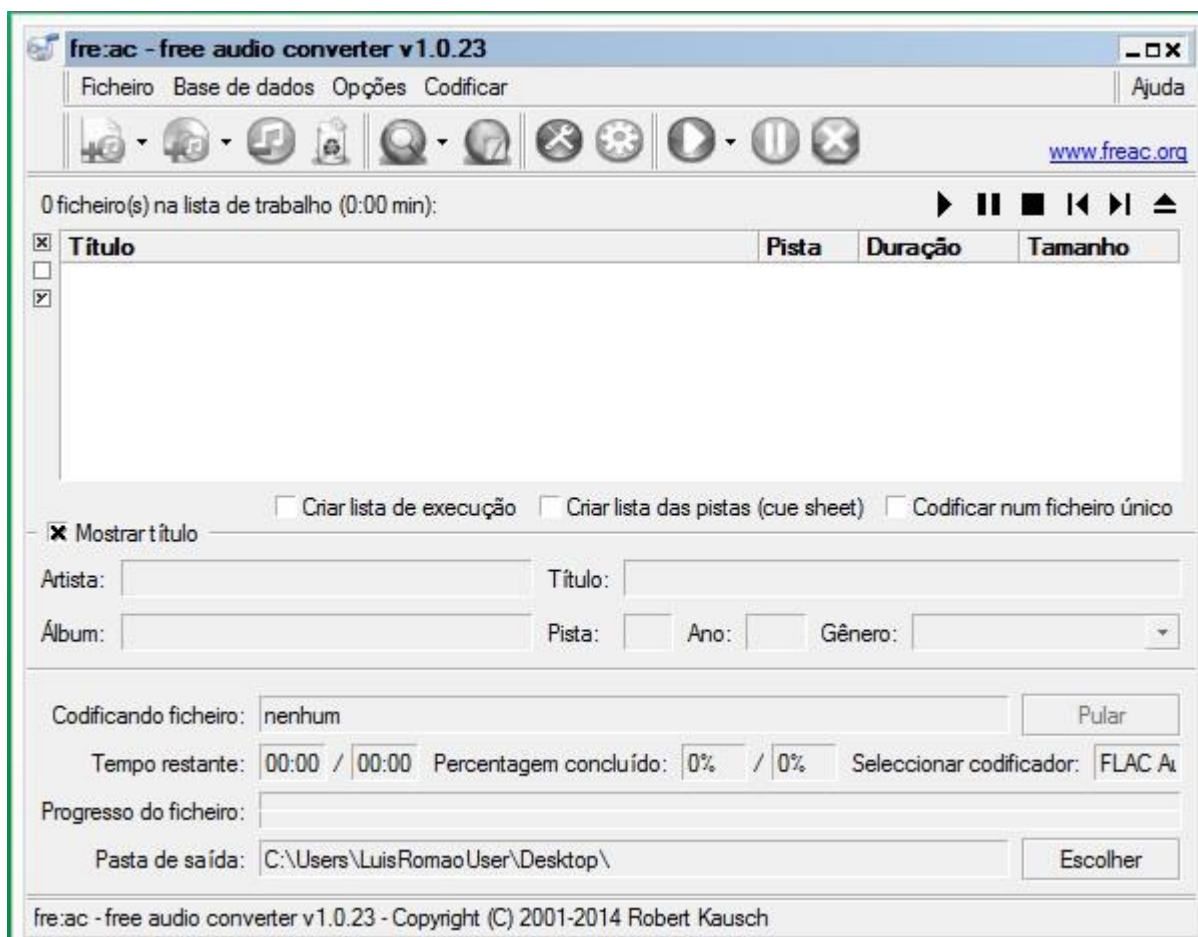 fre:ac - free audio converter v1.0.23
Ficheiro Base de dados Opções Codificar Ajuda
www.freac.org
0 ficheiro(s) na lista de trabalho (0:00 min):
Título Pista Duração Tamanho
Criar lista de execução Criar lista das pistas (cue sheet) Codificar num ficheiro único
Mostrar título
Artista: Título:
Álbum: Pista: Ano: Gênero:
Codificando ficheiro: nenhum Pular
Tempo restante: 00:00 / 00:00 Percentagem concluído: 0% / 0% Seleccionar codificador: FLAC Au
Progresso do ficheiro:
Pasta de saída: C:\Users\LuisRomaoUser\Desktop\ Escolher
fre:ac - free audio converter v1.0.23 - Copyright (C) 2001-2014 Robert Kausch